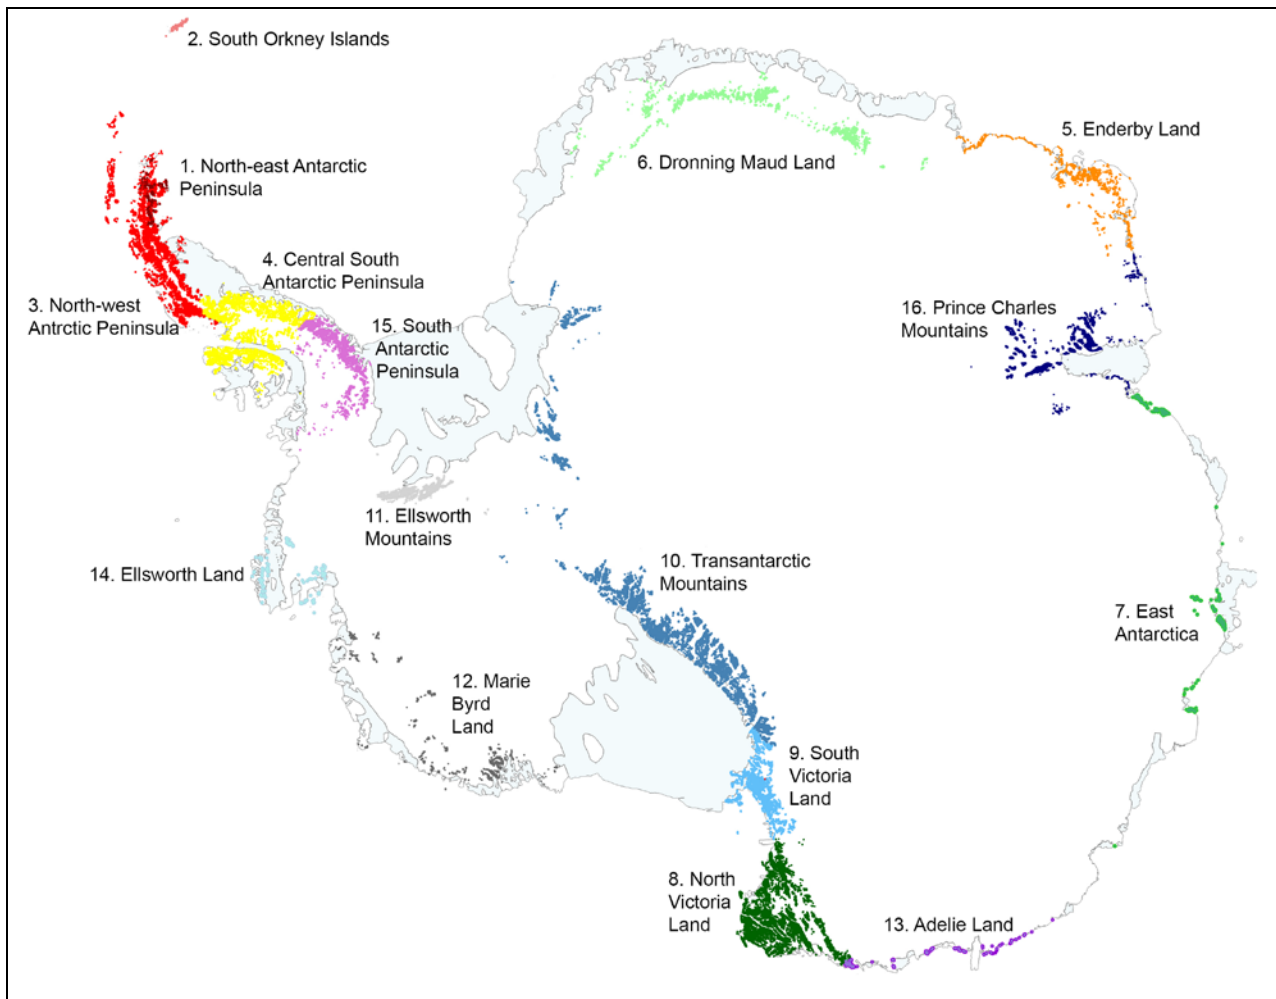 2. South Orkney Islands
1. North-east Antarctic
Peninsula
5. Enderby Land
6. Dronning Maud Land
4. Central South
Antarctic Peninsula
3. North-west
Antrctic Peninsula
15. South
Antarctic
Peninsula
16. Prince Charles
Mountains
11. Ellsworth
Mountains
14. Ellsworth Land
10. Transantarctic
Mountains
7. East
Antarctica
12. Marie
Byrd
Land
9. South
Victoria
Land
8. North
Victoria
Land
13. Adelie Land